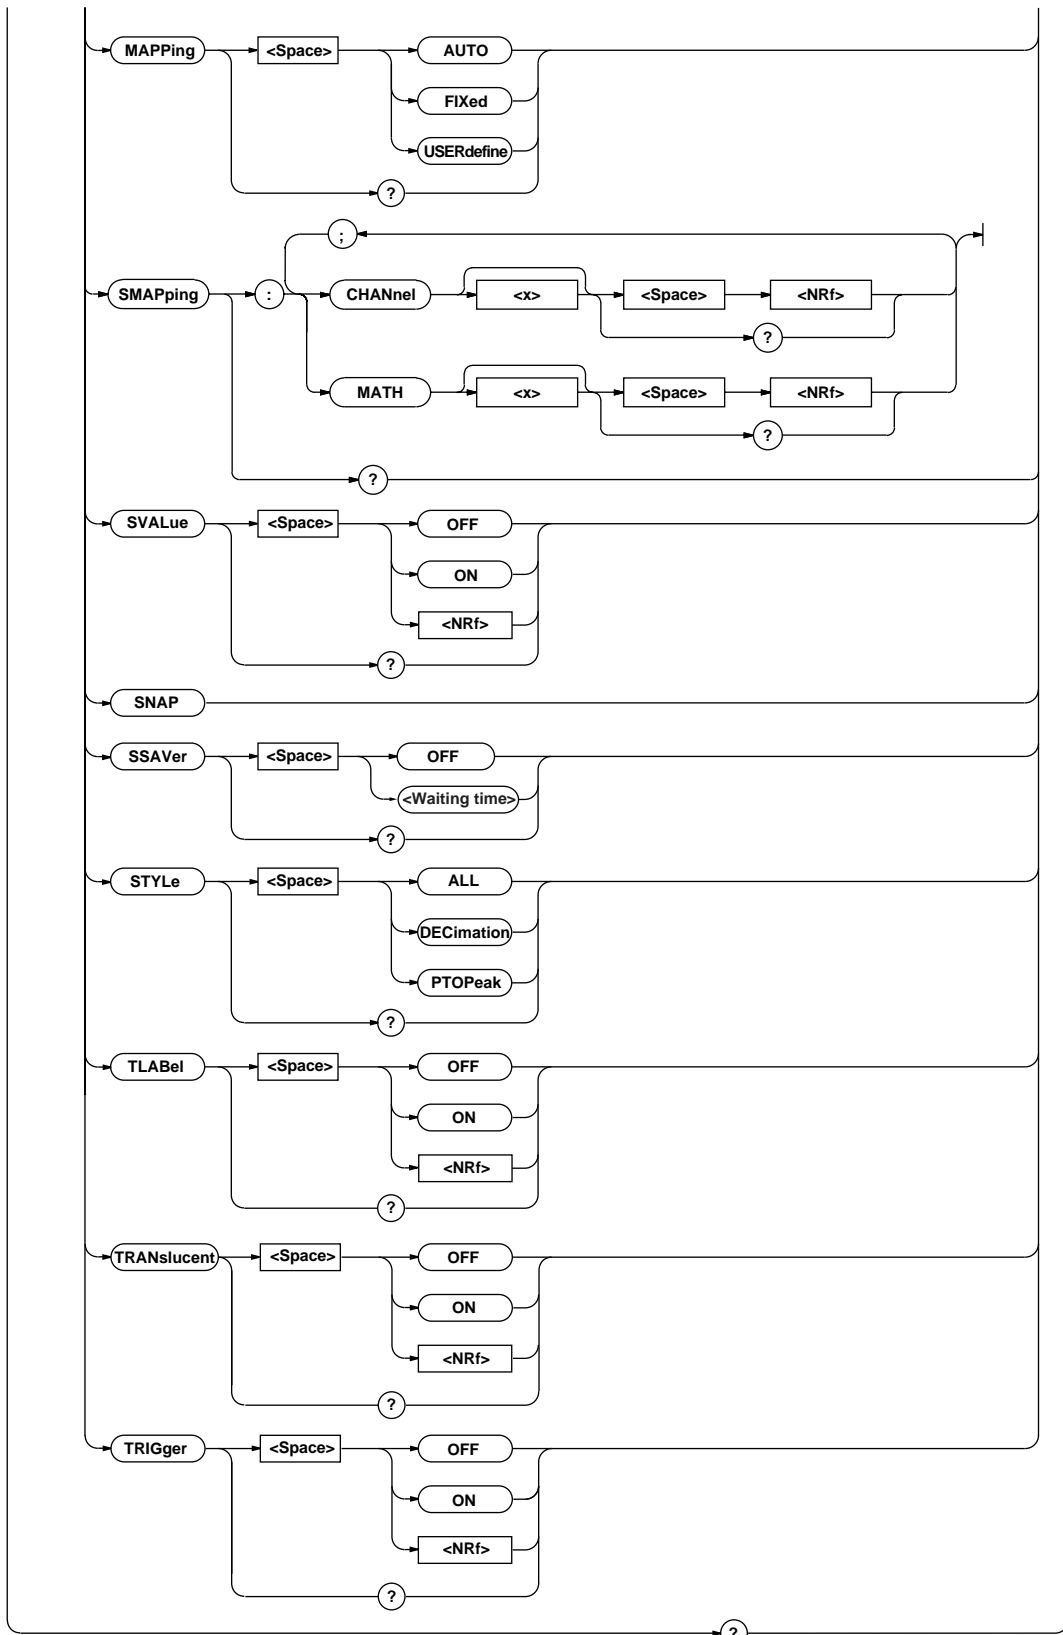 MAPPing <Space> AUTO
FIXed
USERdefine
?
;
SMAPping : CHANnel <x> <Space> <NRf>
?
MATH <x> <Space> <NRf>
?
?
SVALue <Space> OFF
ON
<NRf>
?
SNAP
SSAVer <Space> OFF
<Waiting time>
?
STYLe <Space> ALL
DECimation
PTOPeak
?
TLABel <Space> OFF
ON
<NRf>
?
TRANslucent <Space> OFF
ON
<NRf>
?
TRIGger <Space> OFF
ON
<NRf>
?
?